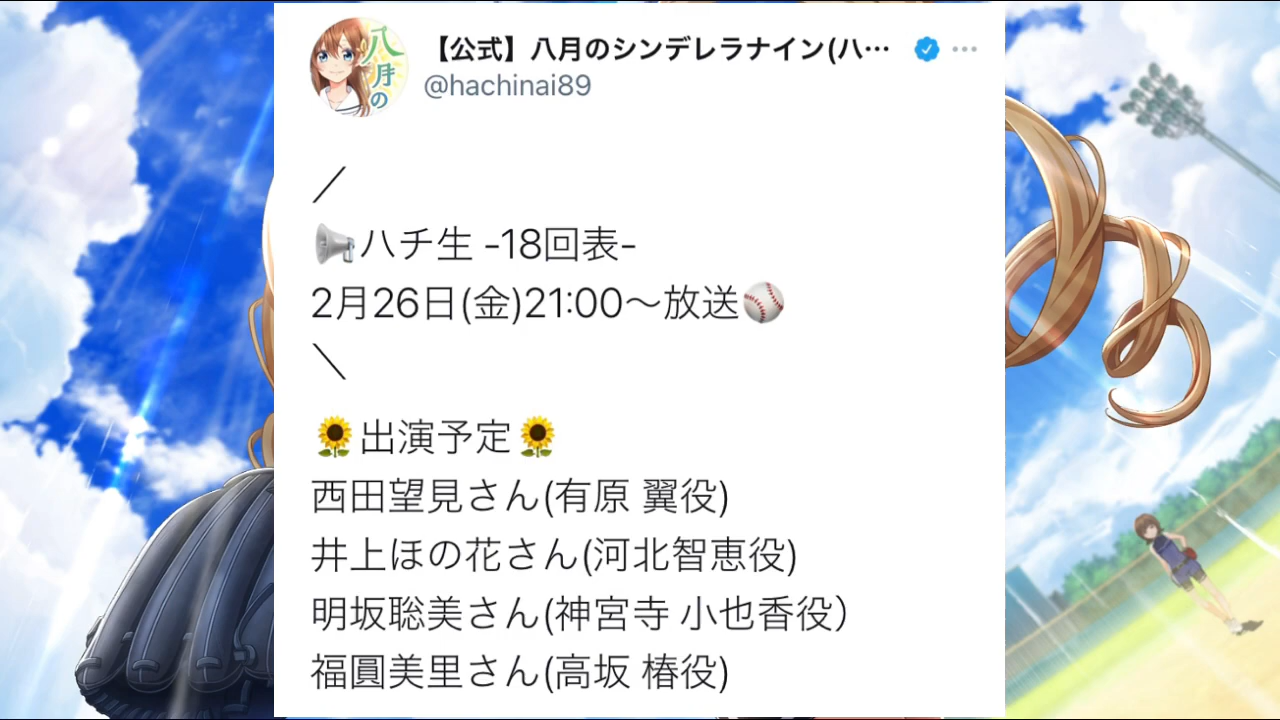 八月の
【公式】八月のシンデレラナイン(ハ…
@hachinai89
／
📢ハチ生 -18回表-
2月26日(金)21:00〜放送⚾
＼
🌻出演予定🌻
西田望見さん(有原 翼役)
井上ほの花さん(河北智恵役)
明坂聡美さん(神宮寺 小也香役）
福圓美里さん(高坂 椿役)